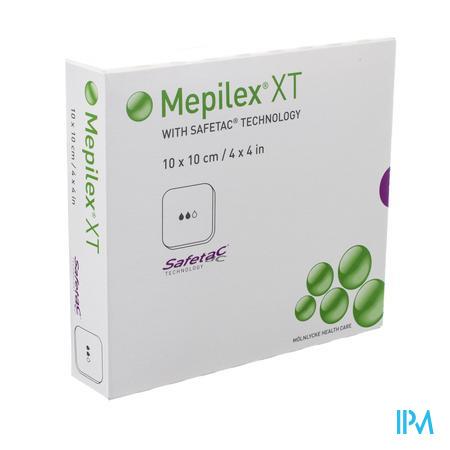 Mepilex® XT
WITH SAFETAC® TECHNOLOGY
10 x 10 cm / 4 x 4 in
Safetac
TECHNOLOGY
MÖLNLYCKE HEALTH CARE
Mepilex® XT
10 x 10 cm / 4 x 4 in
Safetac
TECHNOLOGY
IPM